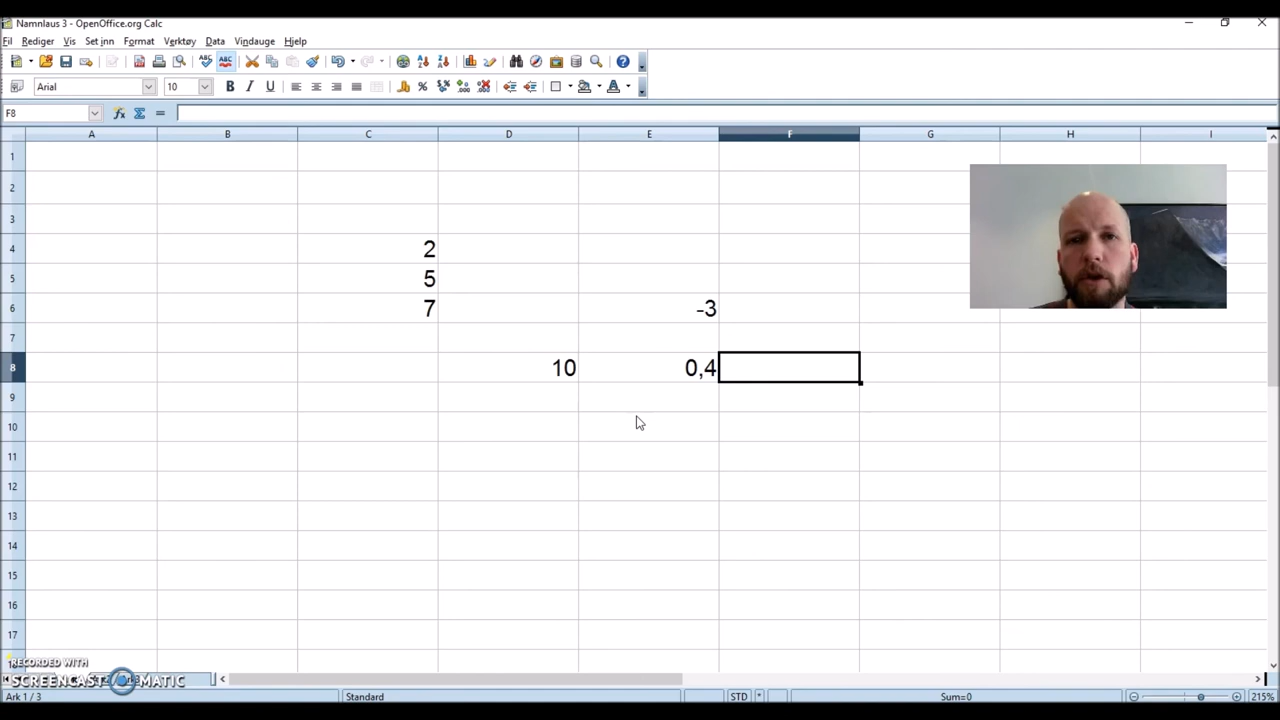 Namnlaus 3 - OpenOffice.org Calc
Fil Rediger Vis Set inn Format Verktøy Data Vindauge Hjelp
Arial 10
F8
A B C D E F G H I
1
2
3
4 2
5 5
6 7 -3
7
8 10 0,4
9
10
11
12
13
14
15
16
17
18
RECORDED WITH
SCREENCAST MATIC
Ark 1 / 3 Standard STD * Sum=0 215%